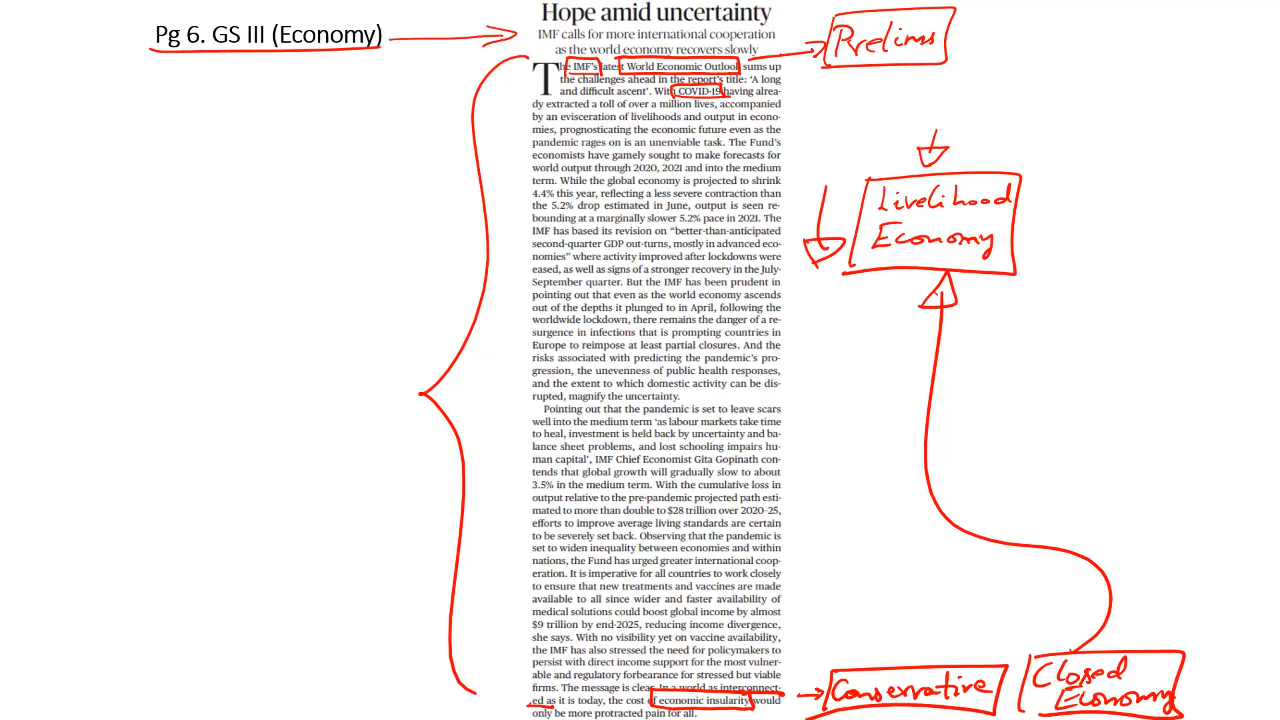 Pg 6. GS III (Economy)
Hope amid uncertainty
IMF calls for more international cooperation
as the world economy recovers slowly
Prelims
The IMF's latest World Economic Outlook sums up
the challenges ahead in the report's title: 'A long
and difficult ascent'. With COVID-19 having alrea-
dy extracted a toll of over a million lives, accompanied
by an evisceration of livelihoods and output in econo-
mies, prognosticating the economic future even as the
pandemic rages on is an unenviable task. The Fund's
economists have gamely sought to make forecasts for
world output through 2020, 2021 and into the medium
term. While the global economy is projected to shrink
4.4% this year, reflecting a less severe contraction than
the 5.2% drop estimated in June, output is seen re-
bounding at a marginally slower 5.2% pace in 2021. The
IMF has based its revision on "better-than-anticipated
second-quarter GDP out-turns, mostly in advanced eco-
nomies" where activity improved after lockdowns were
eased, as well as signs of a stronger recovery in the July-
September quarter. But the IMF has been prudent in
pointing out that even as the world economy ascends
out of the depths it plunged to in April, following the
worldwide lockdown, there remains the danger of a re-
surgence in infections that is prompting countries in
Europe to reimpose at least partial closures. And the
risks associated with predicting the pandemic's pro-
gression, the unevenness of public health responses,
and the extent to which domestic activity can be dis-
rupted, magnify the uncertainty.
Pointing out that the pandemic is set to leave scars
well into the medium term 'as labour markets take time
to heal, investment is held back by uncertainty and ba-
lance sheet problems, and lost schooling impairs hu-
man capital', IMF Chief Economist Gita Gopinath con-
tends that global growth will gradually slow to about
3.5% in the medium term. With the cumulative loss in
output relative to the pre-pandemic projected path esti-
mated to more than double to $28 trillion over 2020-25,
efforts to improve average living standards are certain
to be severely set back. Observing that the pandemic is
set to widen inequality between economies and within
nations, the Fund has urged greater international coop-
eration. It is imperative for all countries to work closely
to ensure that new treatments and vaccines are made
available to all since wider and faster availability of
medical solutions could boost global income by almost
$9 trillion by end-2025, reducing income divergence,
she says. With no visibility yet on vaccine availability,
the IMF has also stressed the need for policymakers to
persist with direct income support for the most vulner-
able and regulatory forbearance for stressed but viable
firms. The message is clear. In a world as interconnect-
ed as it is today, the cost of economic insularity would
only be more protracted pain for all.
Livelihood
Economy
Conservative
Closed
Economy